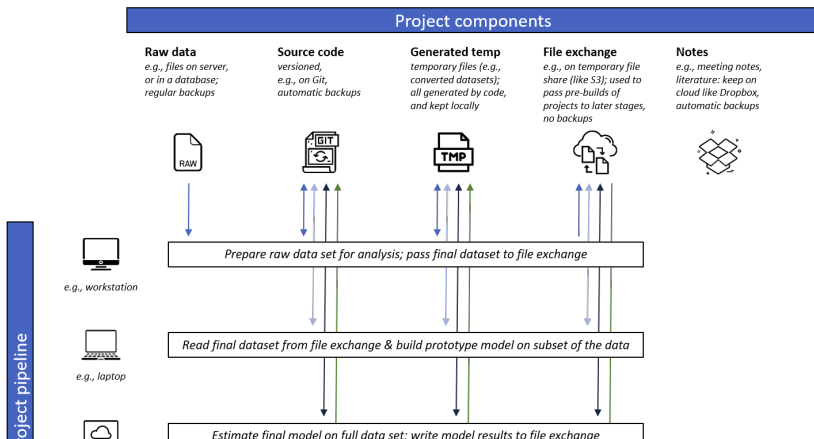 Project components
Raw data
e.g., files on server,
or in a database;
regular backups
Source code
versioned,
e.g., on Git,
automatic backups
Generated temp
temporary files (e.g.,
converted datasets);
all generated by code,
and kept locally
File exchange
e.g., on temporary file
share (like S3); used to
pass pre-builds of
projects to later stages,
no backups
Notes
e.g., meeting notes,
literature: keep on
cloud like Dropbox,
automatic backups
RAW
GIT
TMP
Prepare raw data set for analysis; pass final dataset to file exchange
e.g., workstation
Read final dataset from file exchange & build prototype model on subset of the data
e.g., laptop
Estimate final model on full data set; write model results to file exchange
oject pipeline